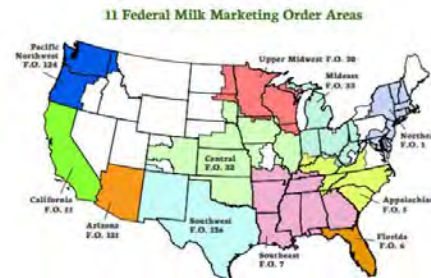 11 Federal Milk Marketing Order Areas
Pacific
Northwest
F.O. 124
Upper Midwest F.O. 30
Mideast
F.O. 33
F.O. 1
Central
F.O. 32
Appalachian
F.O. 5
California
F.O. 51
Arizona
F.O. 131
Southwest
F.O. 126
Florida
F.O. 6
Southeast
F.O. 7